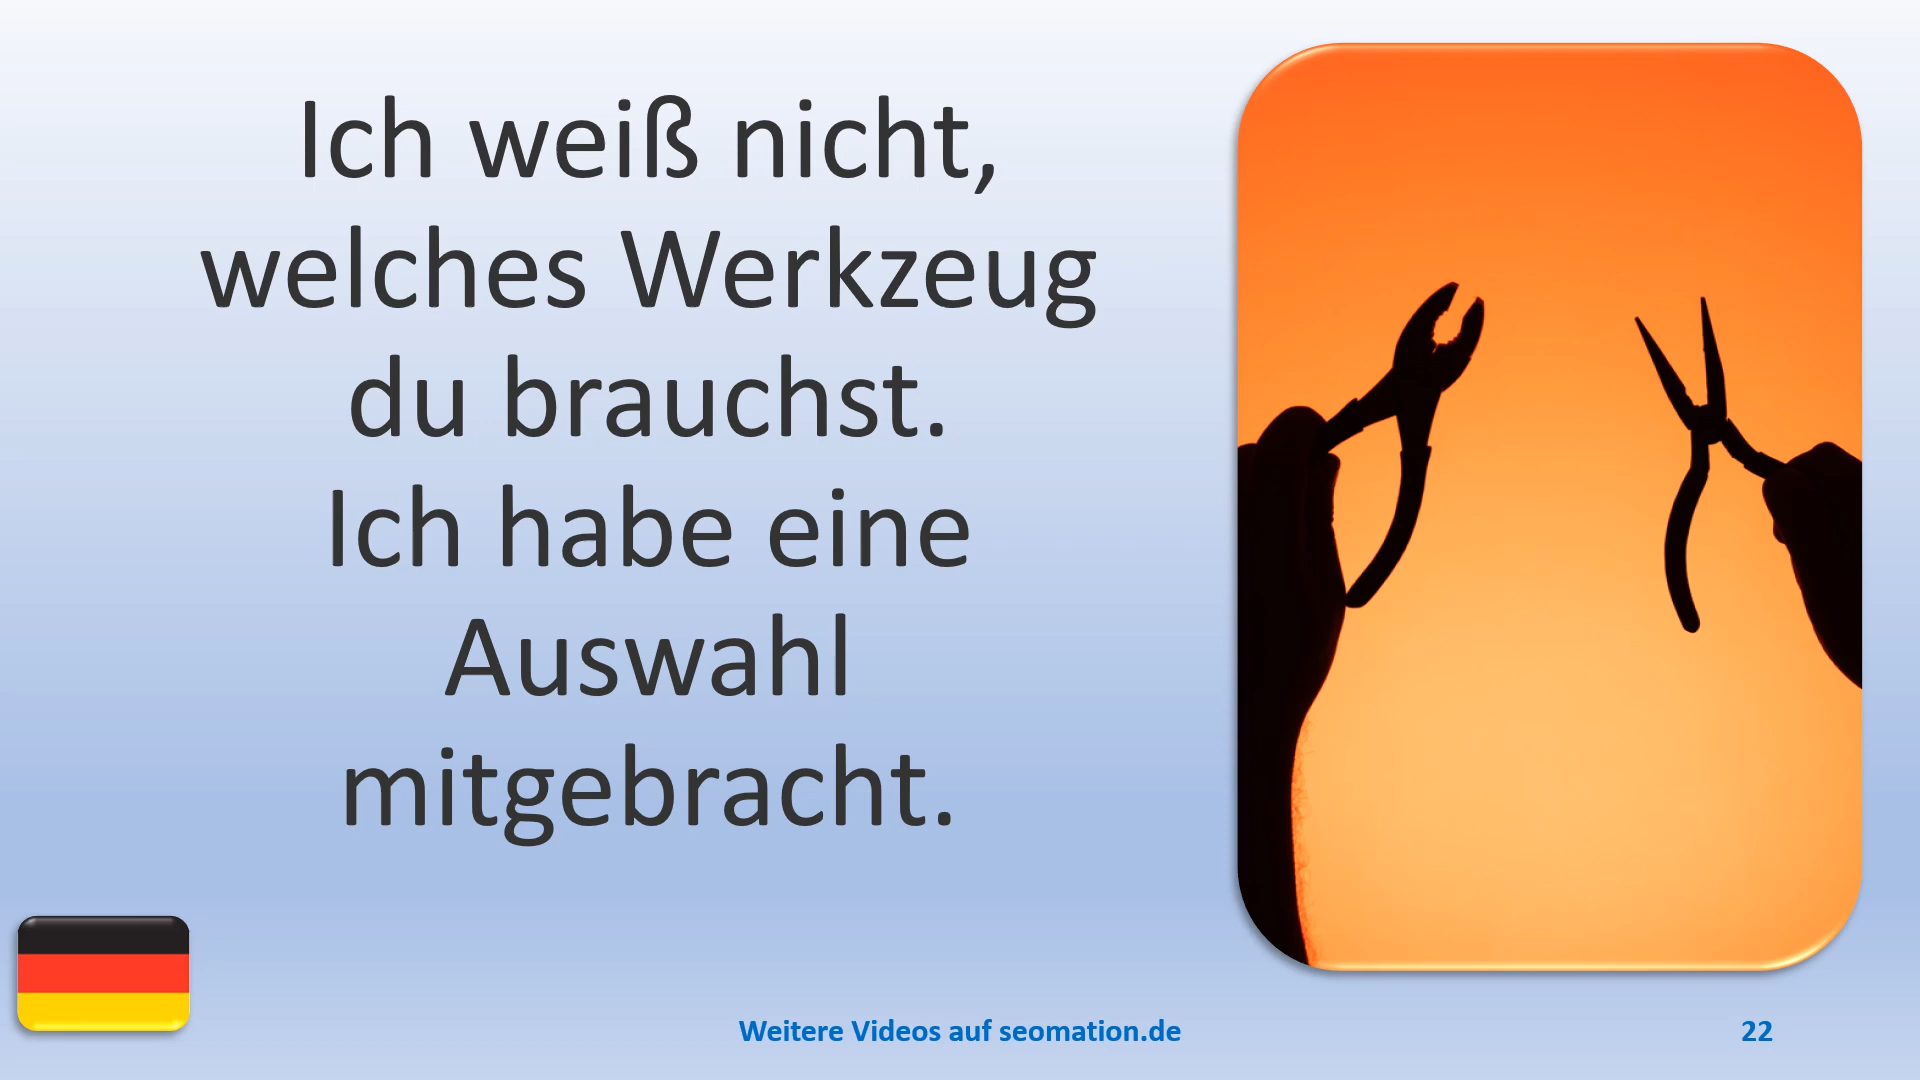 Ich weiß nicht,
welches Werkzeug
du brauchst.
Ich habe eine
Auswahl
mitgebracht.
Weitere Videos auf seomation.de
22